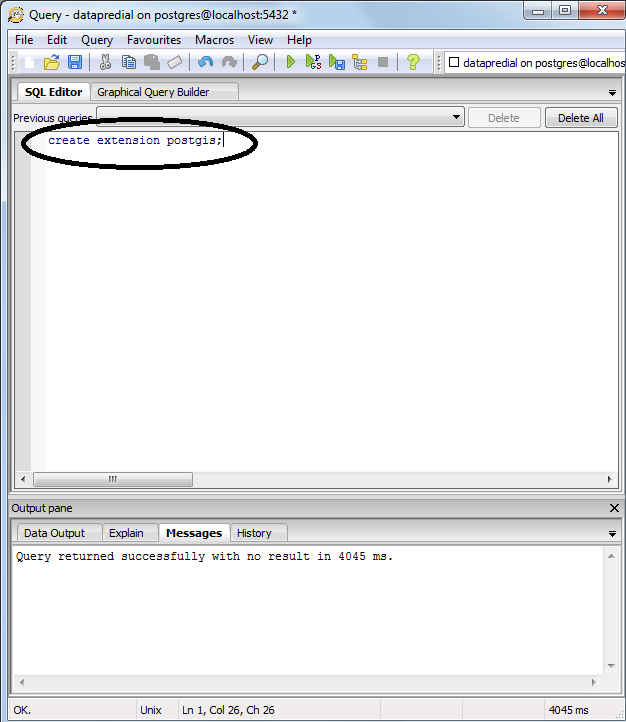 Query - datapredial on postgres@localhost:5432 *
File Edit Query Favourites Macros View Help
datapredial on postgres@localhos
SQL Editor Graphical Query Builder
Previous queries Delete Delete All
create extension postgis;
Output pane
Data Output Explain Messages History
Query returned successfully with no result in 4045 ms.
OK. Unix Ln 1, Col 26, Ch 26 4045 ms